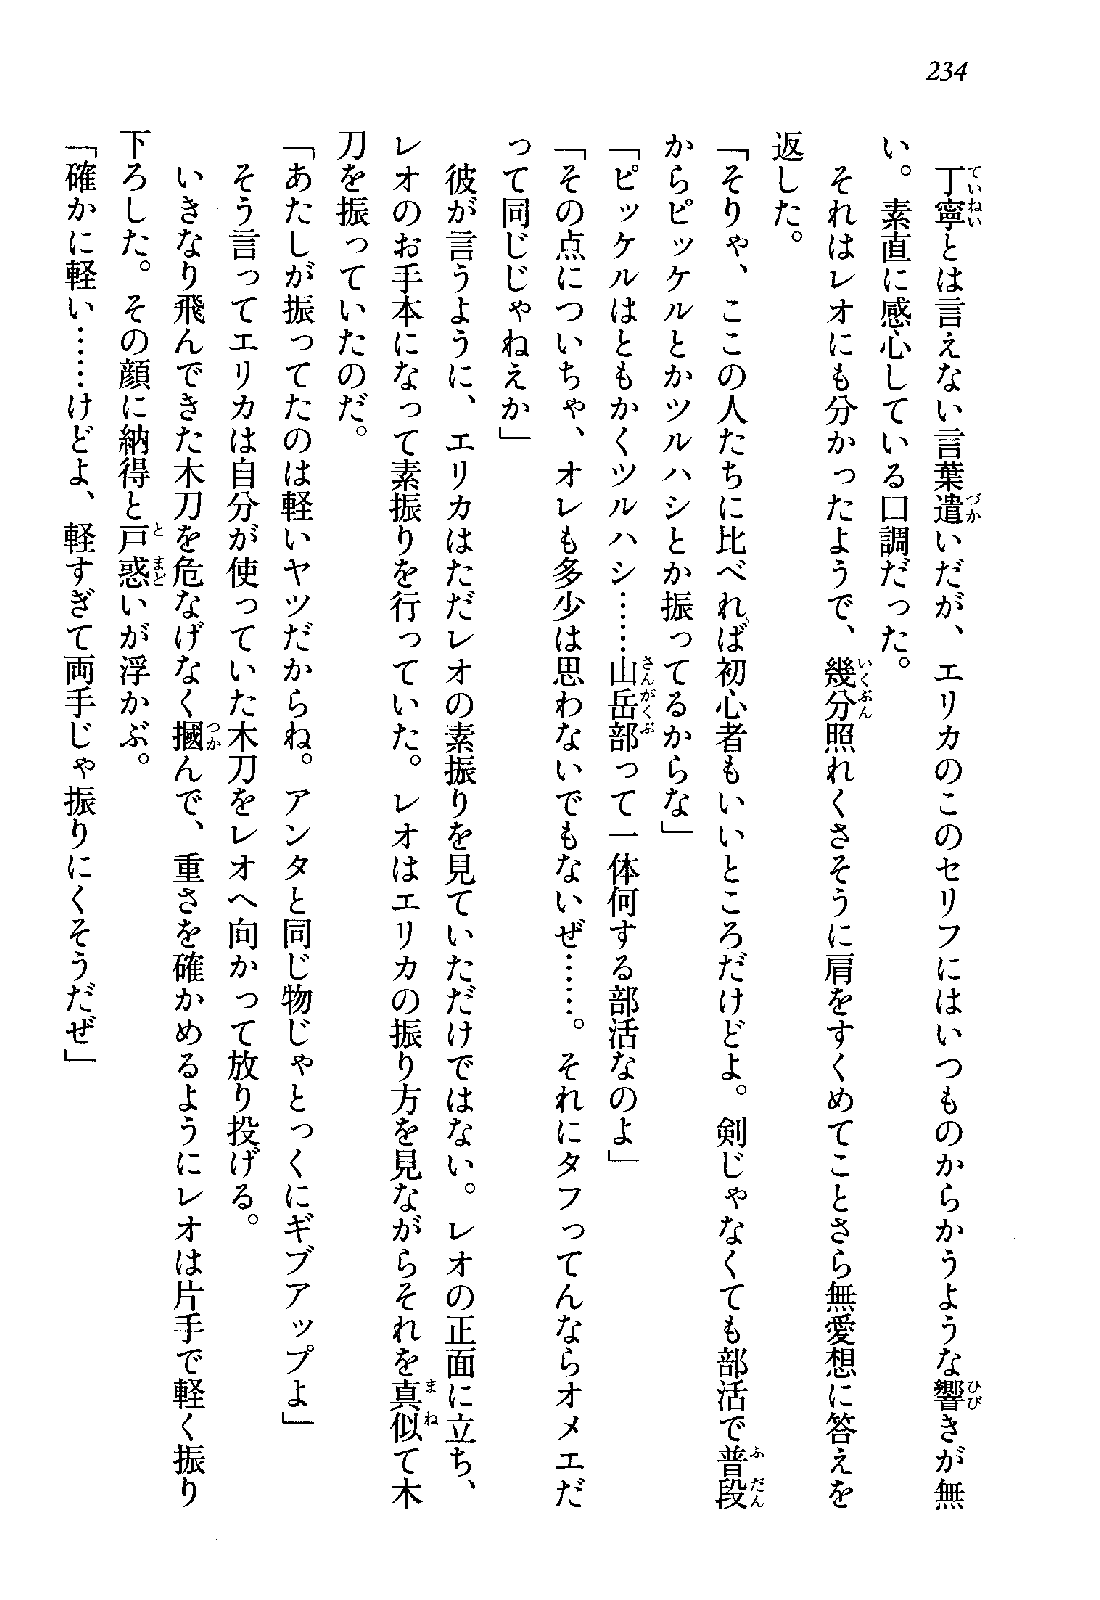 234
丁寧とは言えない言葉遣いだが、エリカのこのセリフにはいつものからかうような響きが無
い。素直に感心している口調だった。
それはレオにも分かったようで、幾分照れくさそうに肩をすくめてことさら無愛想に答えを
返した。
「そりゃ、ここの人たちに比べれば初心者もいいところだけどよ。剣じゃなくても部活で普段
からピッケルとかツルハシとか振ってるからな」
「ピッケルはともかくツルハシ……山岳部って一体何する部活なのよ」
「その点についちゃ、オレも多少は思わないでもないぜ……。それにタフってんならオメエだ
って同じじゃねえか」
彼が言うように、エリカはただレオの素振りを見ていただけではない。レオの正面に立ち、
レオのお手本になって素振りを行っていた。レオはエリカの振り方を見ながらそれを真似て木
刀を振っていたのだ。
「あたしが振ってたのは軽いヤツだからね。アンタと同じ物じゃとっくにギブアップよ」
そう言ってエリカは自分が使っていた木刀をレオへ向かって放り投げる。
いきなり飛んできた木刀を危なげなく摑んで、重さを確かめるようにレオは片手で軽く振り
下ろした。その顔に納得と戸惑いが浮かぶ。
「確かに軽い……けどよ、軽すぎて両手じゃ振りにくそうだぜ」